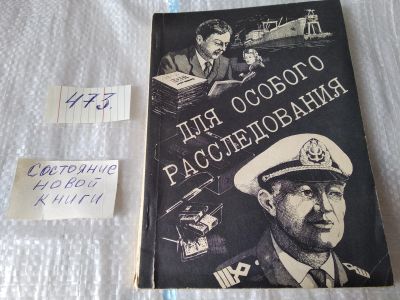 473.
СОСТОЯНИЕ
НОВОЙ
КНИГИ
ДЛЯ ОСОБОГО
РАССЛЕДОВАНИЯ